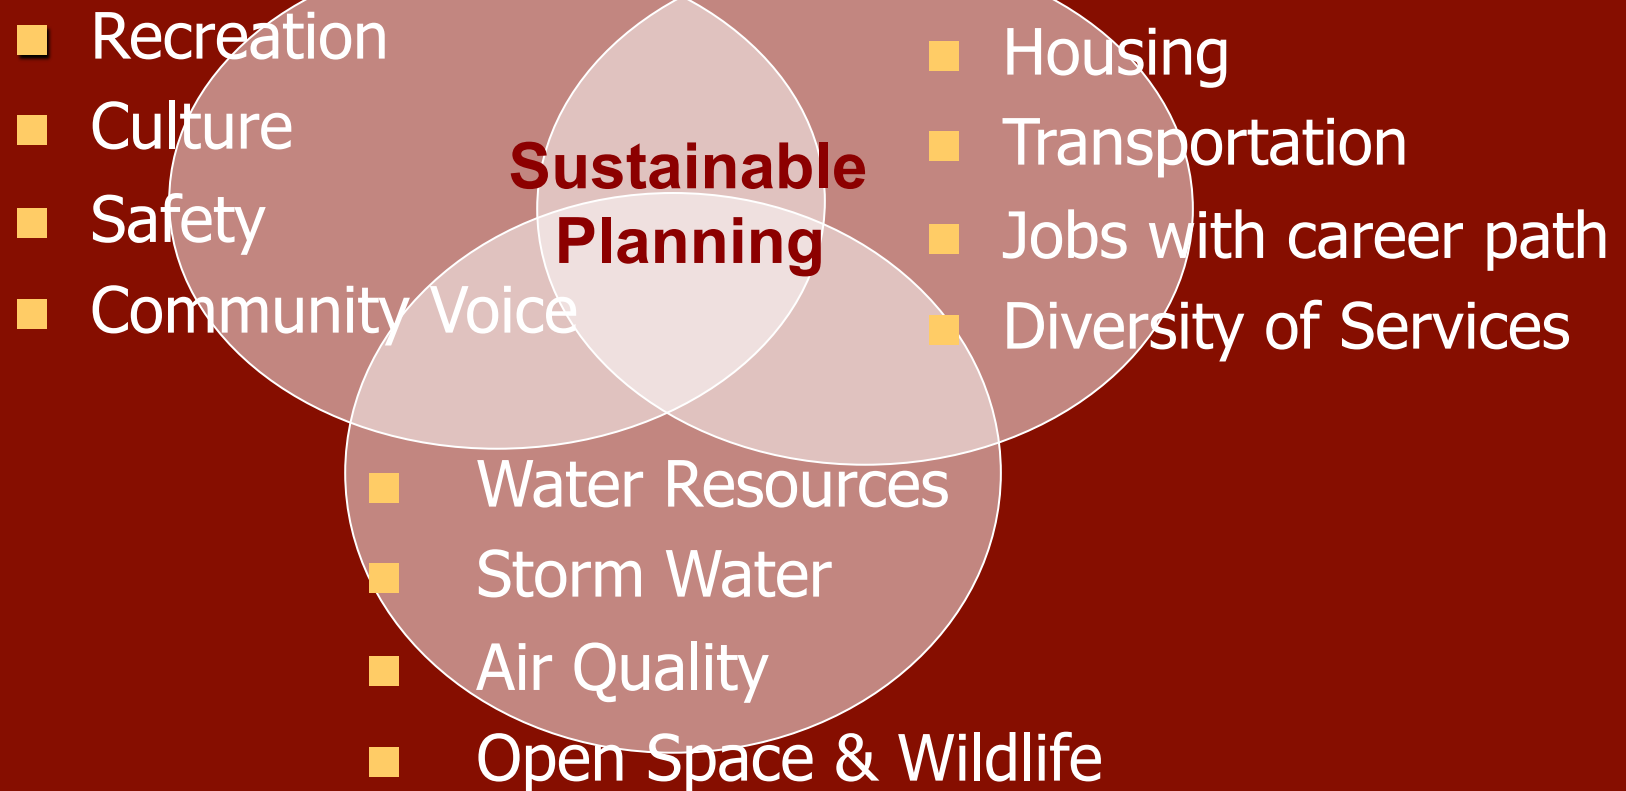 Recreation
Culture
Safety
Community Voice
Sustainable
Planning
Housing
Transportation
Jobs with career path
Diversity of Services
Water Resources
Storm Water
Air Quality
Open Space & Wildlife